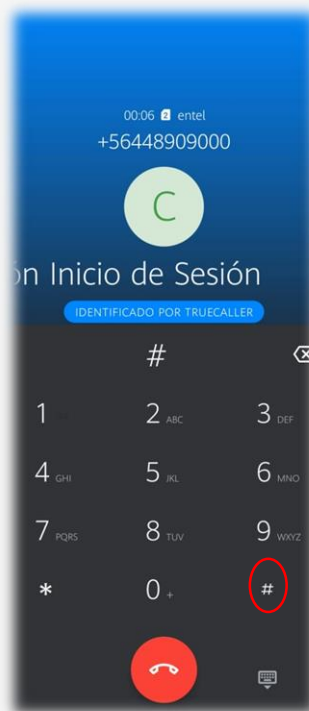 00:06 2 entel
+56448909000
C
ón Inicio de Sesión
IDENTIFICADO POR TRUECALLER
#
1 2 ABC 3 DEF
4 GHI 5 JKL 6 MNO
7 PQRS 8 TUV 9 WXYZ
* 0 + #